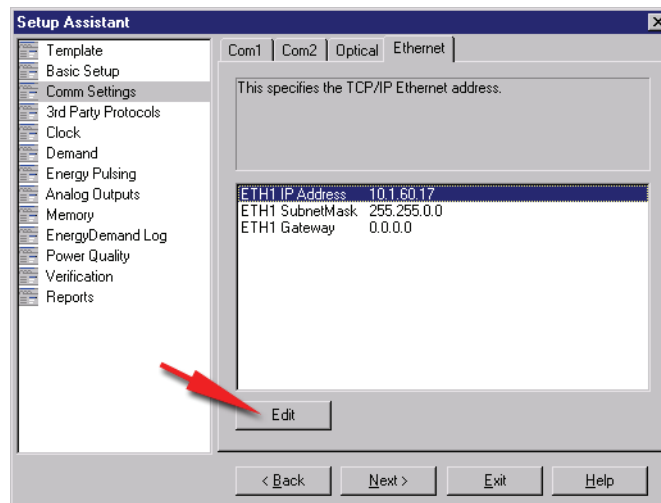 Setup Assistant
Template
Basic Setup
Comm Settings
3rd Party Protocols
Clock
Demand
Energy Pulsing
Analog Outputs
Memory
EnergyDemand Log
Power Quality
Verification
Reports
Com1 Com2 Optical Ethernet
This specifies the TCP/IP Ethernet address.
ETH1 IP Address 10.1.60.17
ETH1 SubnetMask 255.255.0.0
ETH1 Gateway 0.0.0.0
Edit
< Back Next > Exit Help